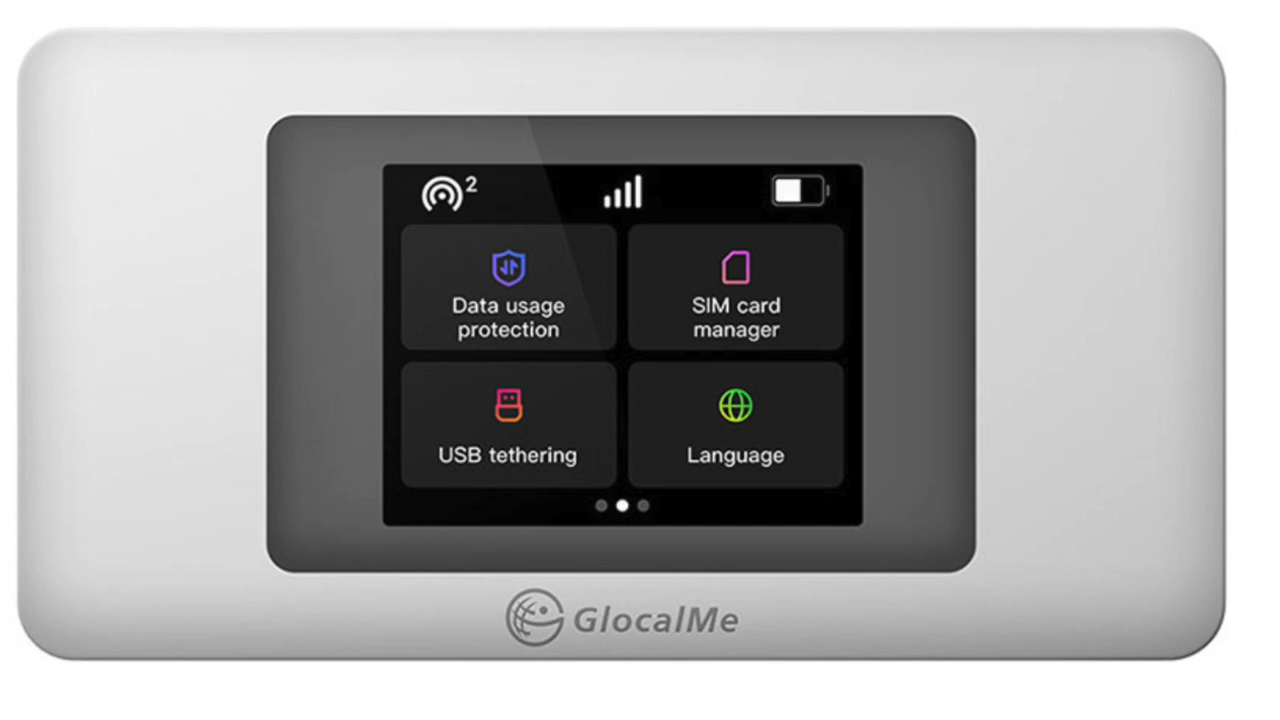 2
Data usage
protection
SIM card
manager
USB tethering
Language
GlocalMe